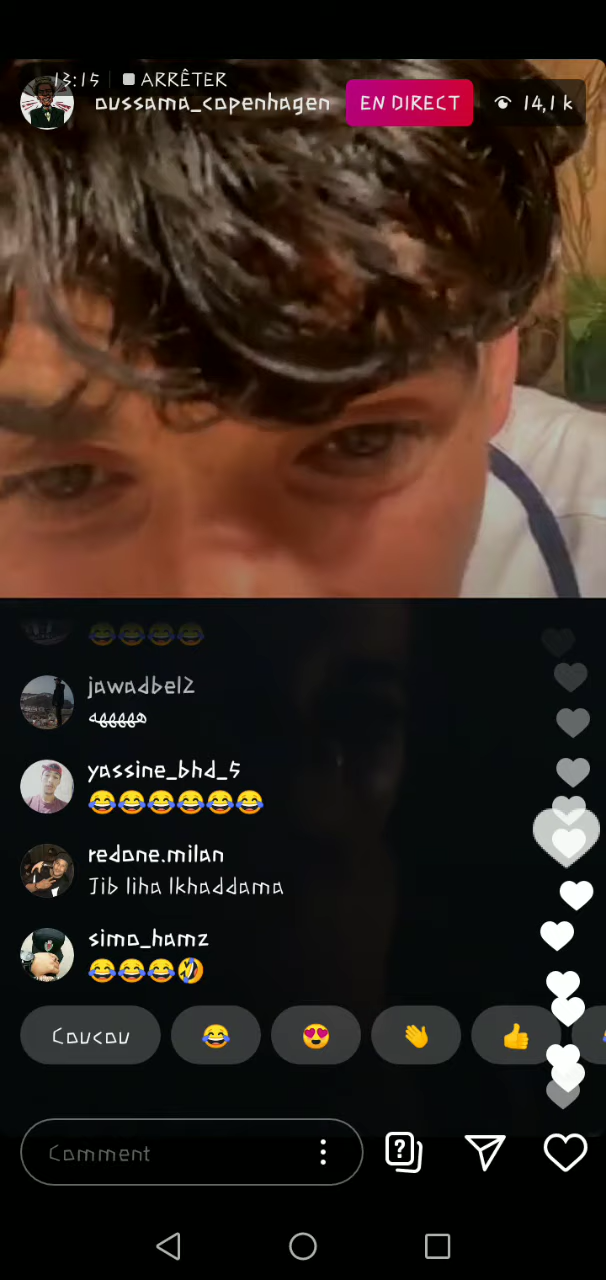 13:15 ARRÊTER
oussama_copenhagen EN DIRECT 14,1 k
😂😂😂😂
jawadbel2
yassine_bhd_5
😂😂😂😂😂😂
redone.milan
Jib liha lkhaddama
simo_hamz
😂😂😂🤣
Coucou 😂 😍 👋 👍
Comment